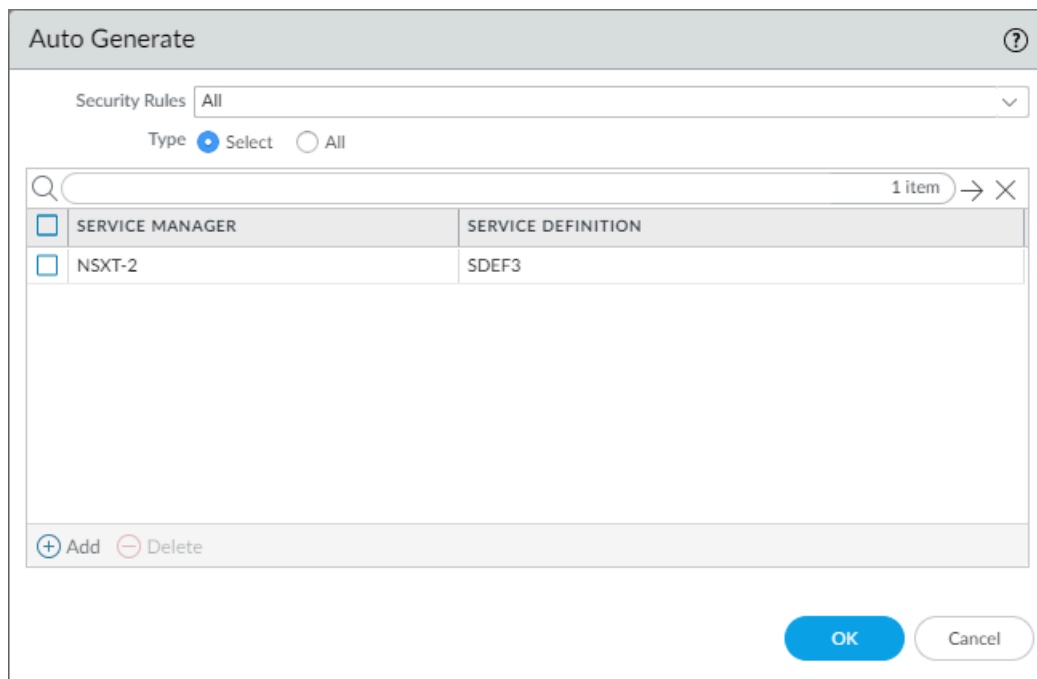 Auto Generate ?
Security Rules All
Type Select All
1 item
SERVICE MANAGER SERVICE DEFINITION
NSXT-2 SDEF3
Add Delete
OK Cancel